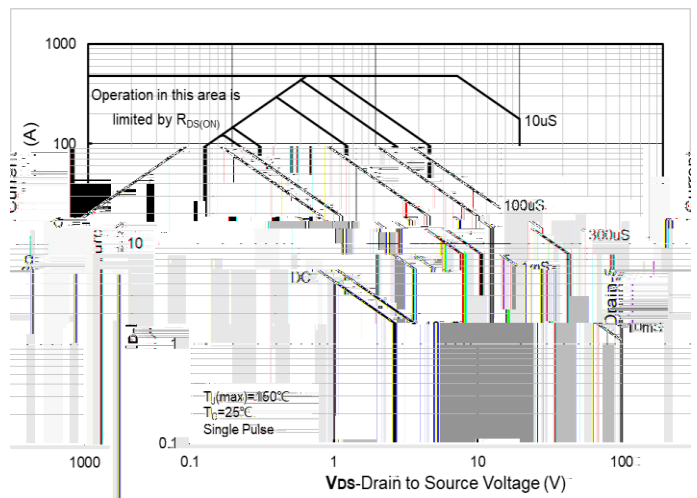 1000
Operation in this area is
limited by RDS(ON)
10uS
(A)
100
Current
100uS
300uS
10
DC
Drain-
10mS
1
TJ(max)=150℃
TC=25℃
Single Pulse
0.1
1000
0.1
1
10
100
VDS-Drain to Source Voltage (V)